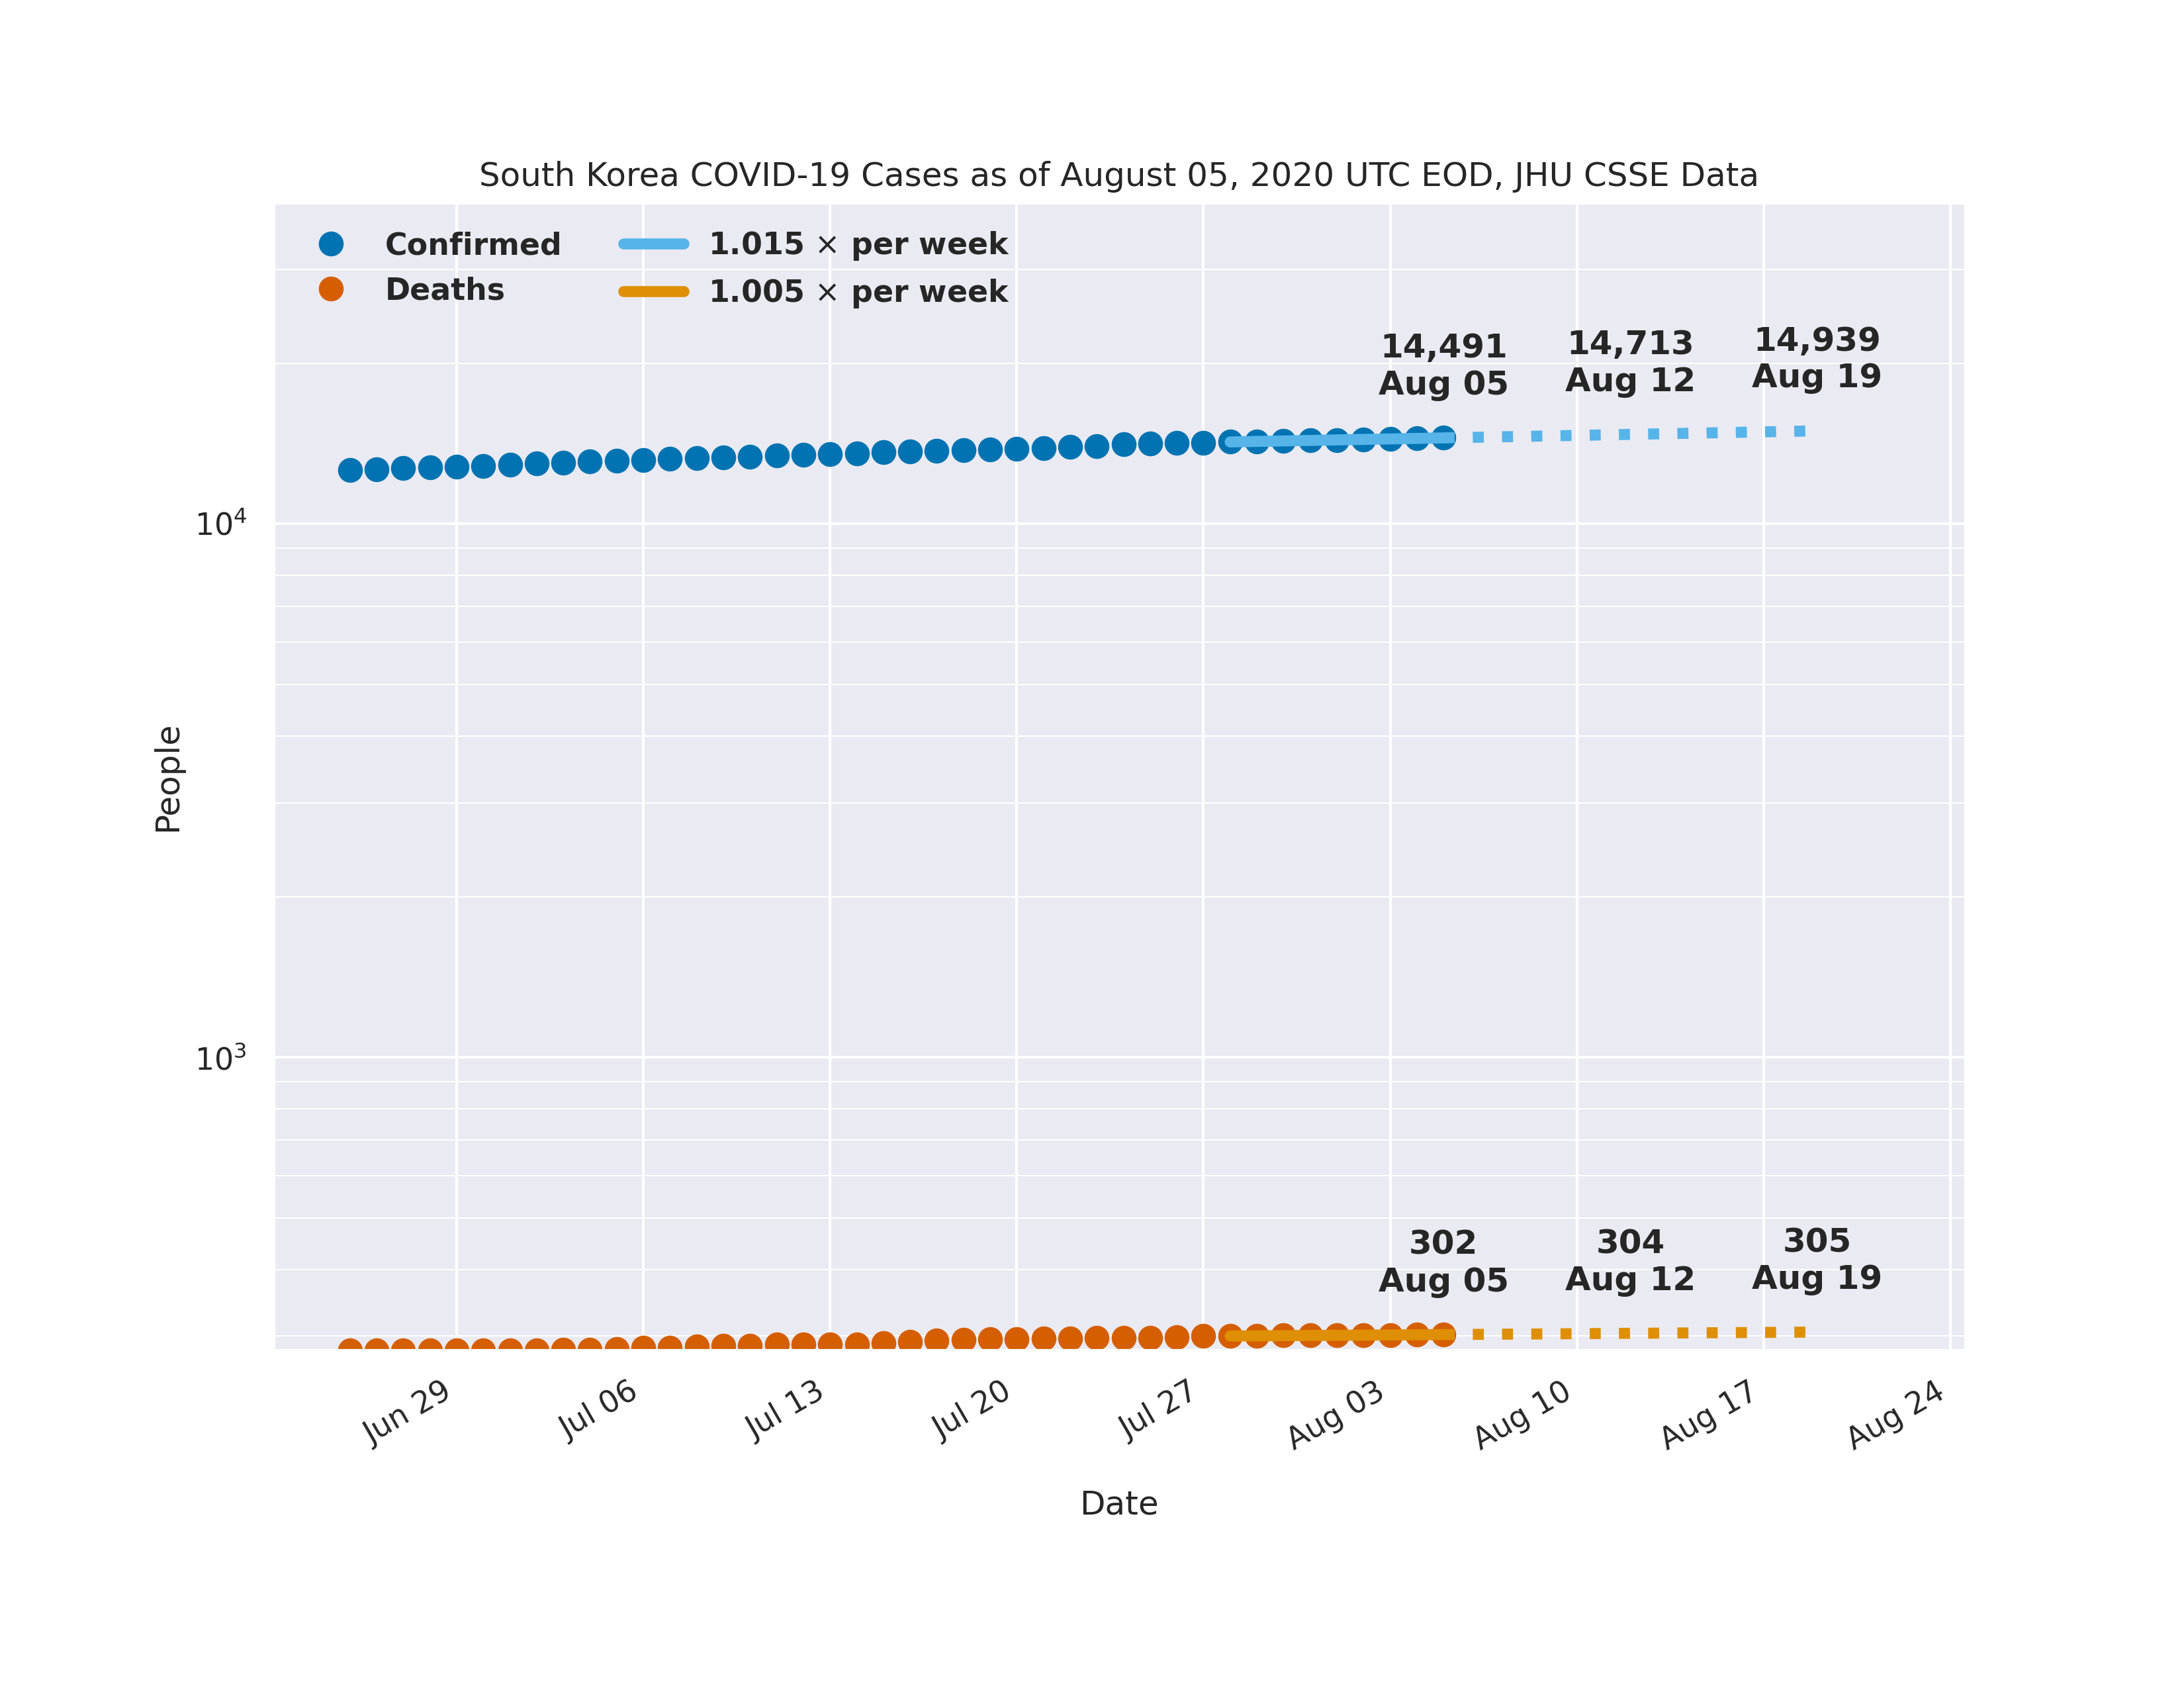 South Korea COVID-19 Cases as of August 05, 2020 UTC EOD, JHU CSSE Data
Confirmed
Deaths
1.015 × per week
1.005 × per week
14,491
Aug 05
14,713
Aug 12
14,939
Aug 19
10⁴
People
10³
302
Aug 05
304
Aug 12
305
Aug 19
Jun 29
Jul 06
Jul 13
Jul 20
Jul 27
Aug 03
Aug 10
Aug 17
Aug 24
Date